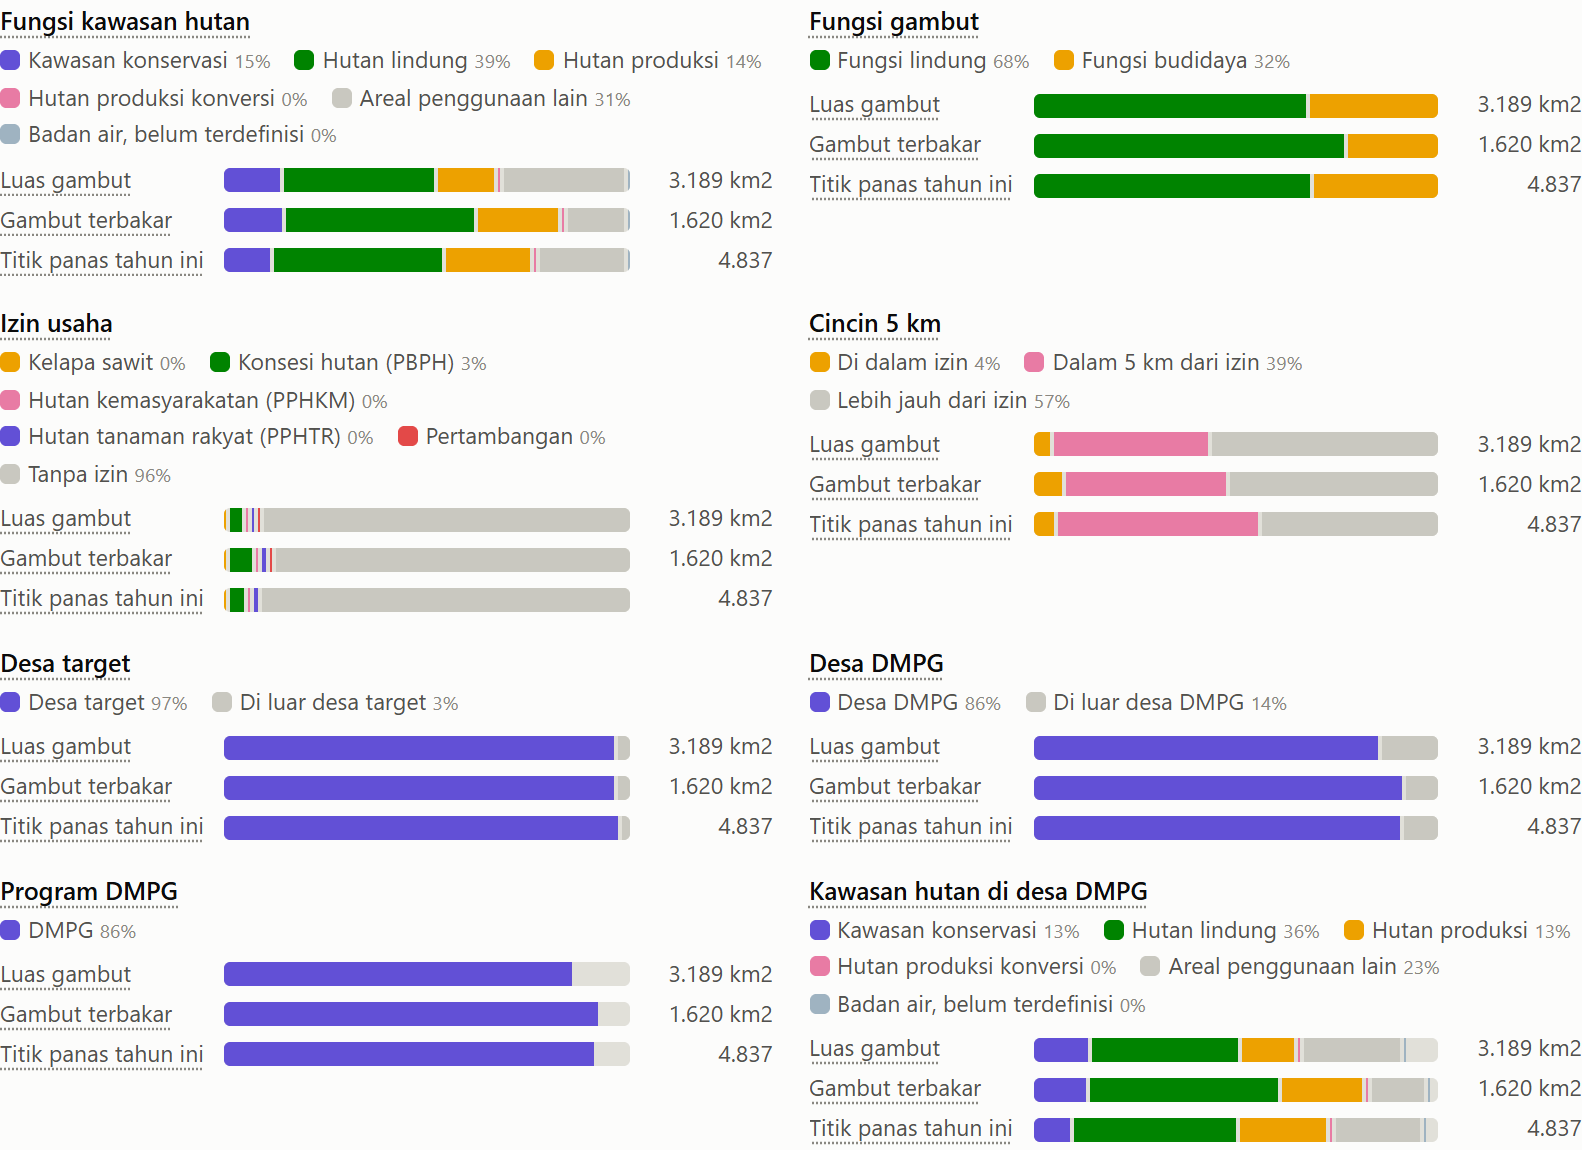 Fungsi kawasan hutan
Kawasan konservasi 15% Hutan lindung 39% Hutan produksi 14%
Hutan produksi konversi 0% Areal penggunaan lain 31%
Badan air, belum terdefinisi 0%
Luas gambut 3.189 km2
Gambut terbakar 1.620 km2
Titik panas tahun ini 4.837
Fungsi gambut
Fungsi lindung 68% Fungsi budidaya 32%
Luas gambut 3.189 km2
Gambut terbakar 1.620 km2
Titik panas tahun ini 4.837
Izin usaha
Kelapa sawit 0% Konsesi hutan (PBPH) 3%
Hutan kemasyarakatan (PPHKM) 0%
Hutan tanaman rakyat (PPHTR) 0% Pertambangan 0%
Tanpa izin 96%
Luas gambut 3.189 km2
Gambut terbakar 1.620 km2
Titik panas tahun ini 4.837
Cincin 5 km
Di dalam izin 4% Dalam 5 km dari izin 39%
Lebih jauh dari izin 57%
Luas gambut 3.189 km2
Gambut terbakar 1.620 km2
Titik panas tahun ini 4.837
Desa target
Desa target 97% Di luar desa target 3%
Luas gambut 3.189 km2
Gambut terbakar 1.620 km2
Titik panas tahun ini 4.837
Desa DMPG
Desa DMPG 86% Di luar desa DMPG 14%
Luas gambut 3.189 km2
Gambut terbakar 1.620 km2
Titik panas tahun ini 4.837
Program DMPG
DMPG 86%
Luas gambut 3.189 km2
Gambut terbakar 1.620 km2
Titik panas tahun ini 4.837
Kawasan hutan di desa DMPG
Kawasan konservasi 13% Hutan lindung 36% Hutan produksi 13%
Hutan produksi konversi 0% Areal penggunaan lain 23%
Badan air, belum terdefinisi 0%
Luas gambut 3.189 km2
Gambut terbakar 1.620 km2
Titik panas tahun ini 4.837